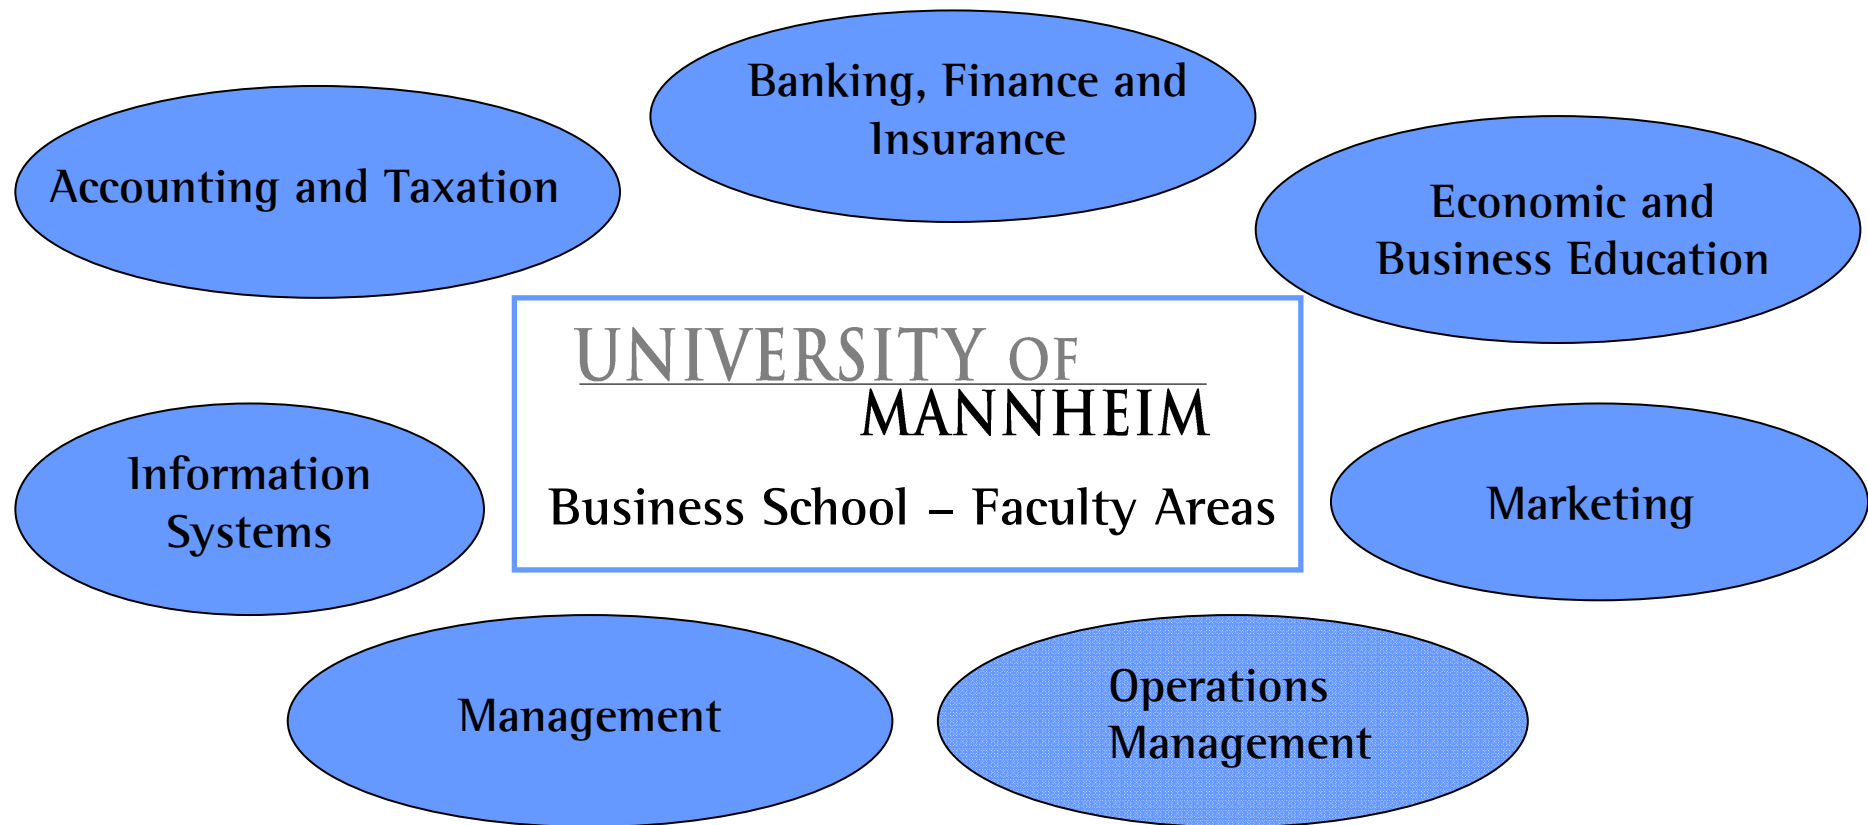 Banking, Finance and
Insurance
Accounting and Taxation
Economic and
Business Education
UNIVERSITY OF
MANNHEIM
Business School – Faculty Areas
Information
Systems
Marketing
Management
Operations
Management